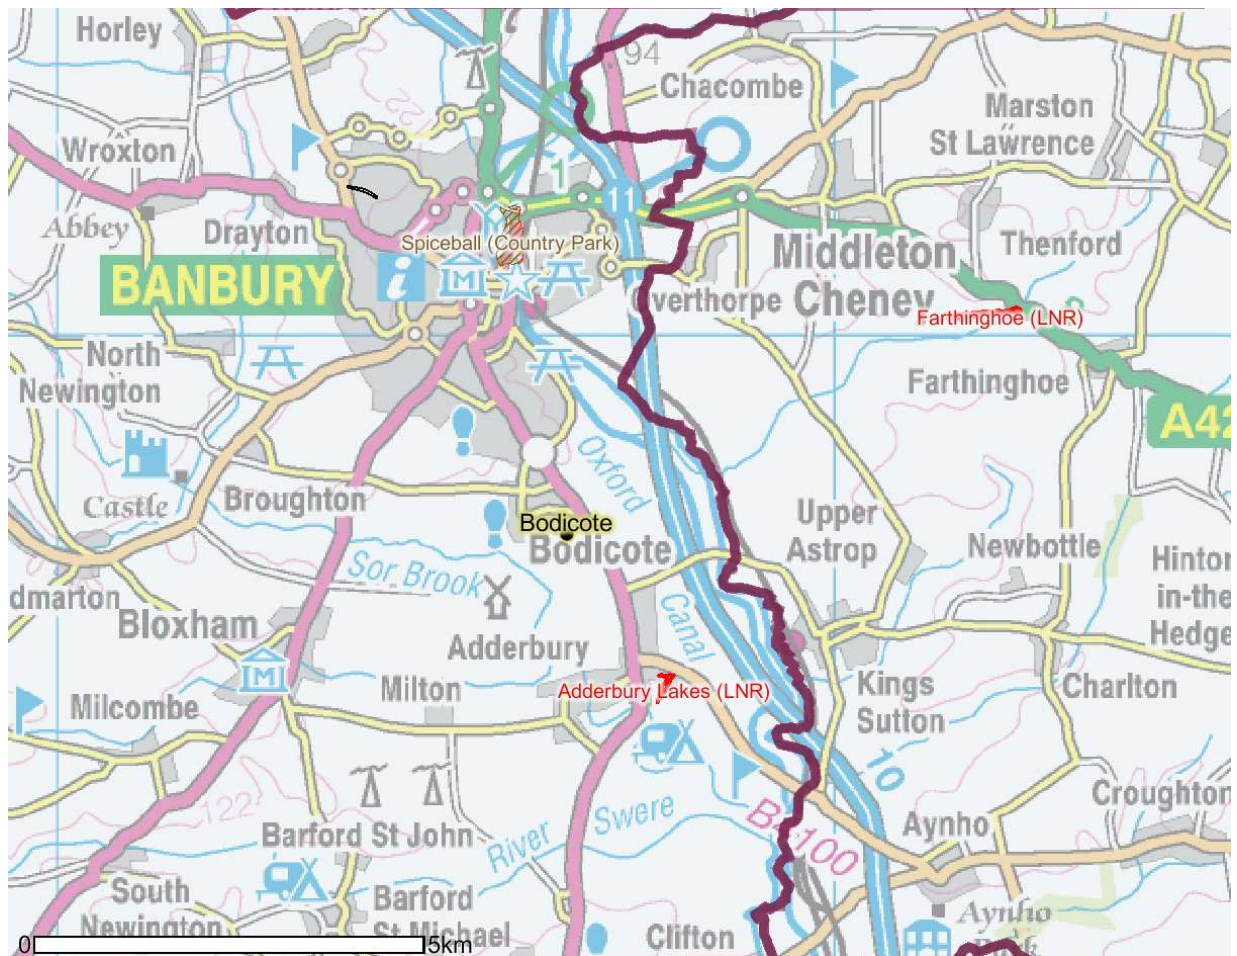 Horley
94
Chacombe
Marston
St Lawrence
Wroxton
1
11
Abbey
Drayton
Spiceball (Country Park)
Middleton
Cheney
Thenford
BANBURY
i
M
Farthinghoe (LNR)
North
Newington
Farthinghoe
A42
Oxford
Castle
Broughton
Bodicote
Bodicote
Upper
Astrop
Newbottle
Hinton
in-the
Hedge
Sor Brook
dmarton
Bloxham
Canal
Adderbury
M
Milton
Adderbury Lakes (LNR)
Kings
Sutton
Charlton
Milcombe
10
122
Croughton
Barford St John
River
Swere
Aynho
South
Newington
Barford
St Michael
Clifton
Aynho
Park
0
5km